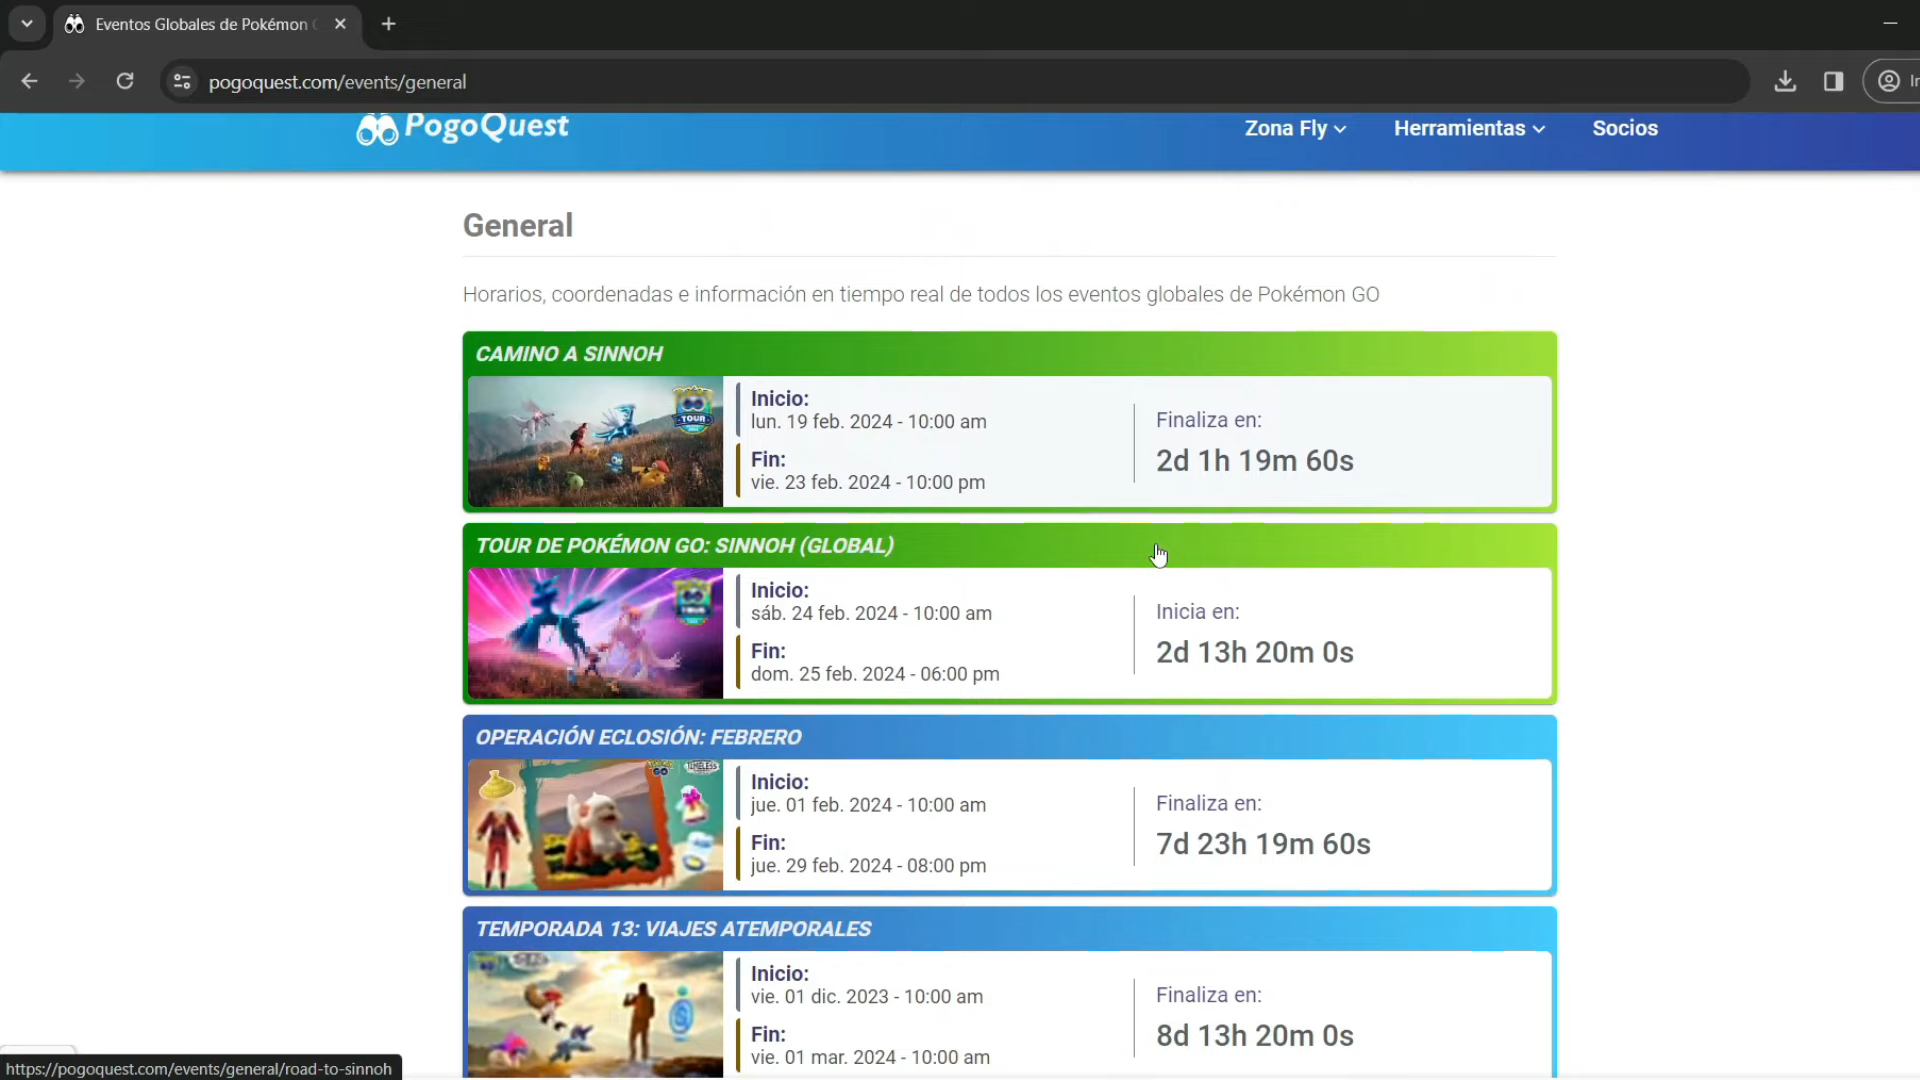 Eventos Globales de Pokémon
pogoquest.com/events/general
PogoQuest
Zona Fly
Herramientas
Socios
General
Horarios, coordenadas e información en tiempo real de todos los eventos globales de Pokémon GO
CAMINO A SINNOH
TOUR
Inicio:
lun. 19 feb. 2024 - 10:00 am
Fin:
vie. 23 feb. 2024 - 10:00 pm
Finaliza en:
2d 1h 19m 60s
TOUR DE POKÉMON GO: SINNOH (GLOBAL)
Inicio:
sáb. 24 feb. 2024 - 10:00 am
Fin:
dom. 25 feb. 2024 - 06:00 pm
Inicia en:
2d 13h 20m 0s
OPERACIÓN ECLOSIÓN: FEBRERO
Inicio:
jue. 01 feb. 2024 - 10:00 am
Fin:
jue. 29 feb. 2024 - 08:00 pm
Finaliza en:
7d 23h 19m 60s
TEMPORADA 13: VIAJES ATEMPORALES
Inicio:
vie. 01 dic. 2023 - 10:00 am
Fin:
vie. 01 mar. 2024 - 10:00 am
Finaliza en:
8d 13h 20m 0s
https://pogoquest.com/events/general/road-to-sinnoh